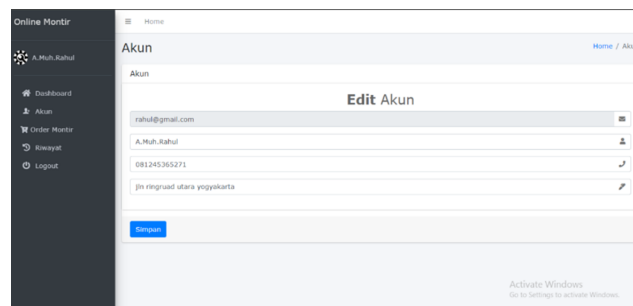 Online Montir
Home
A.Muh.Rahul
Akun
Home / Aku
Dashboard
Akun
Order Montir
Riwayat
Logout
Akun
Edit Akun
rahul@gmail.com
A.Muh.Rahul
081245365271
jln ringruad utara yogyakarta
Simpan
Activate Windows
Go to Settings to activate Windows.